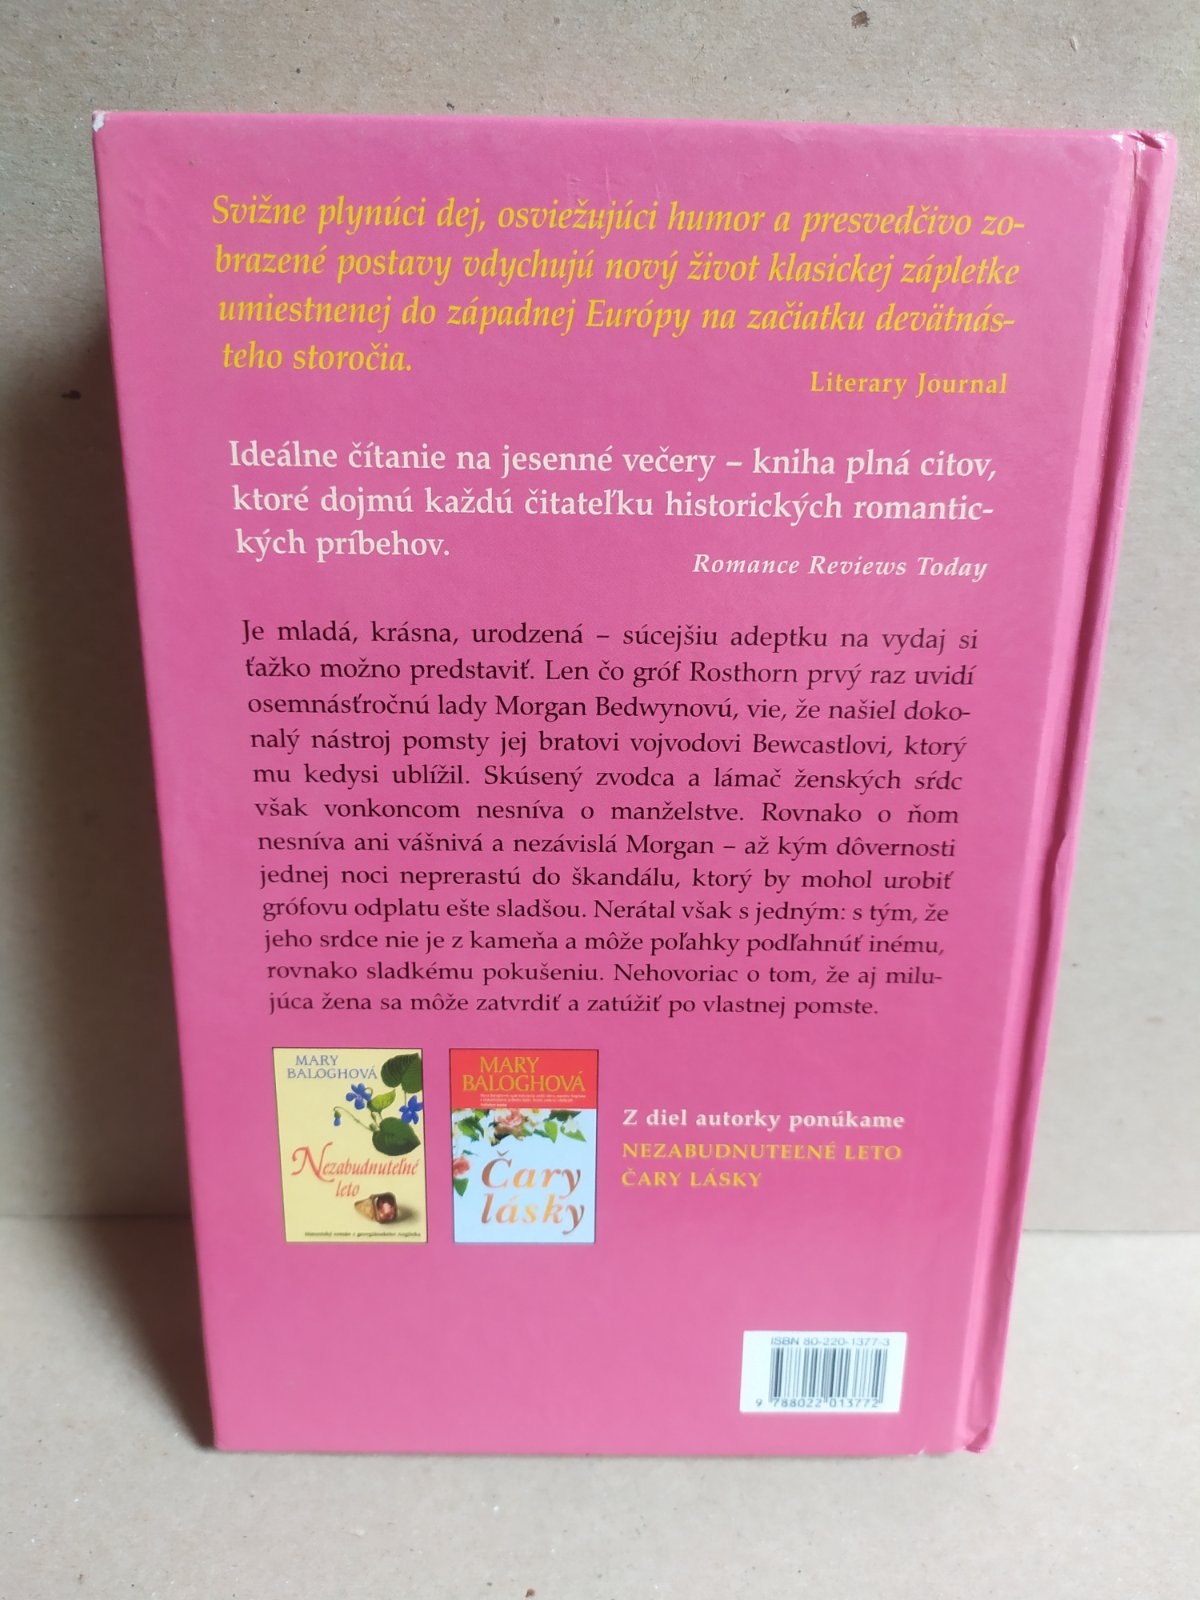 Svižne plynúci dej, osviežujúci humor a presvedčivo zo-
brazené postavy vdychujú nový život klasickej zápletke
umiestnenej do západnej Európy na začiatku devätnás-
teho storočia.
Literary Journal
Ideálne čítanie na jesenné večery – kniha plná citov,
ktoré dojmú každú čitateľku historických romantic-
kých príbehov.
Romance Reviews Today
Je mladá, krásna, urodzená – súcejšiu adeptku na vydaj si
ťažko možno predstaviť. Len čo gróf Rosthorn prvý raz uvidí
osemnásťročnú lady Morgan Bedwynovú, vie, že našiel doko-
nalý nástroj pomsty jej bratovi vojvodovi Bewcastlovi, ktorý
mu kedysi ublížil. Skúsený zvodca a lámač ženských sŕdc
však vonkoncom nesníva o manželstve. Rovnako o ňom
nesníva ani vášnivá a nezávislá Morgan – až kým dôvernosti
jednej noci neprerastú do škandálu, ktorý by mohol urobiť
grófovu odplatu ešte sladšou. Nerátal však s jedným: s tým, že
jeho srdce nie je z kameňa a môže poľahky podľahnúť inému,
rovnako sladkému pokušeniu. Nehovoriac o tom, že aj milu-
júca žena sa môže zatvrdiť a zatúžiť po vlastnej pomste.
MARY
BALOGHOVÁ
Nezabudnuteľné
leto
Historický román z georgiánskeho Anglicka
MARY
BALOGHOVÁ
Čary
lásky
Z diel autorky ponúkame
NEZABUDNUTEĽNÉ LETO
ČARY LÁSKY
ISBN 80-220-1377-3
9 788022 013772